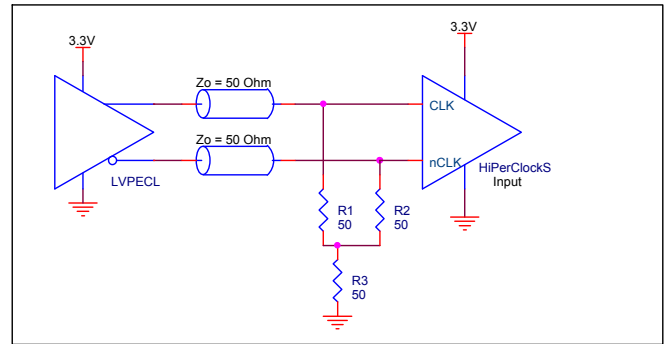 3.3V
3.3V
Zo = 50 Ohm
CLK
Zo = 50 Ohm
nCLK
LVPECL
HiPerClockS
Input
R1
50
R2
50
R3
50